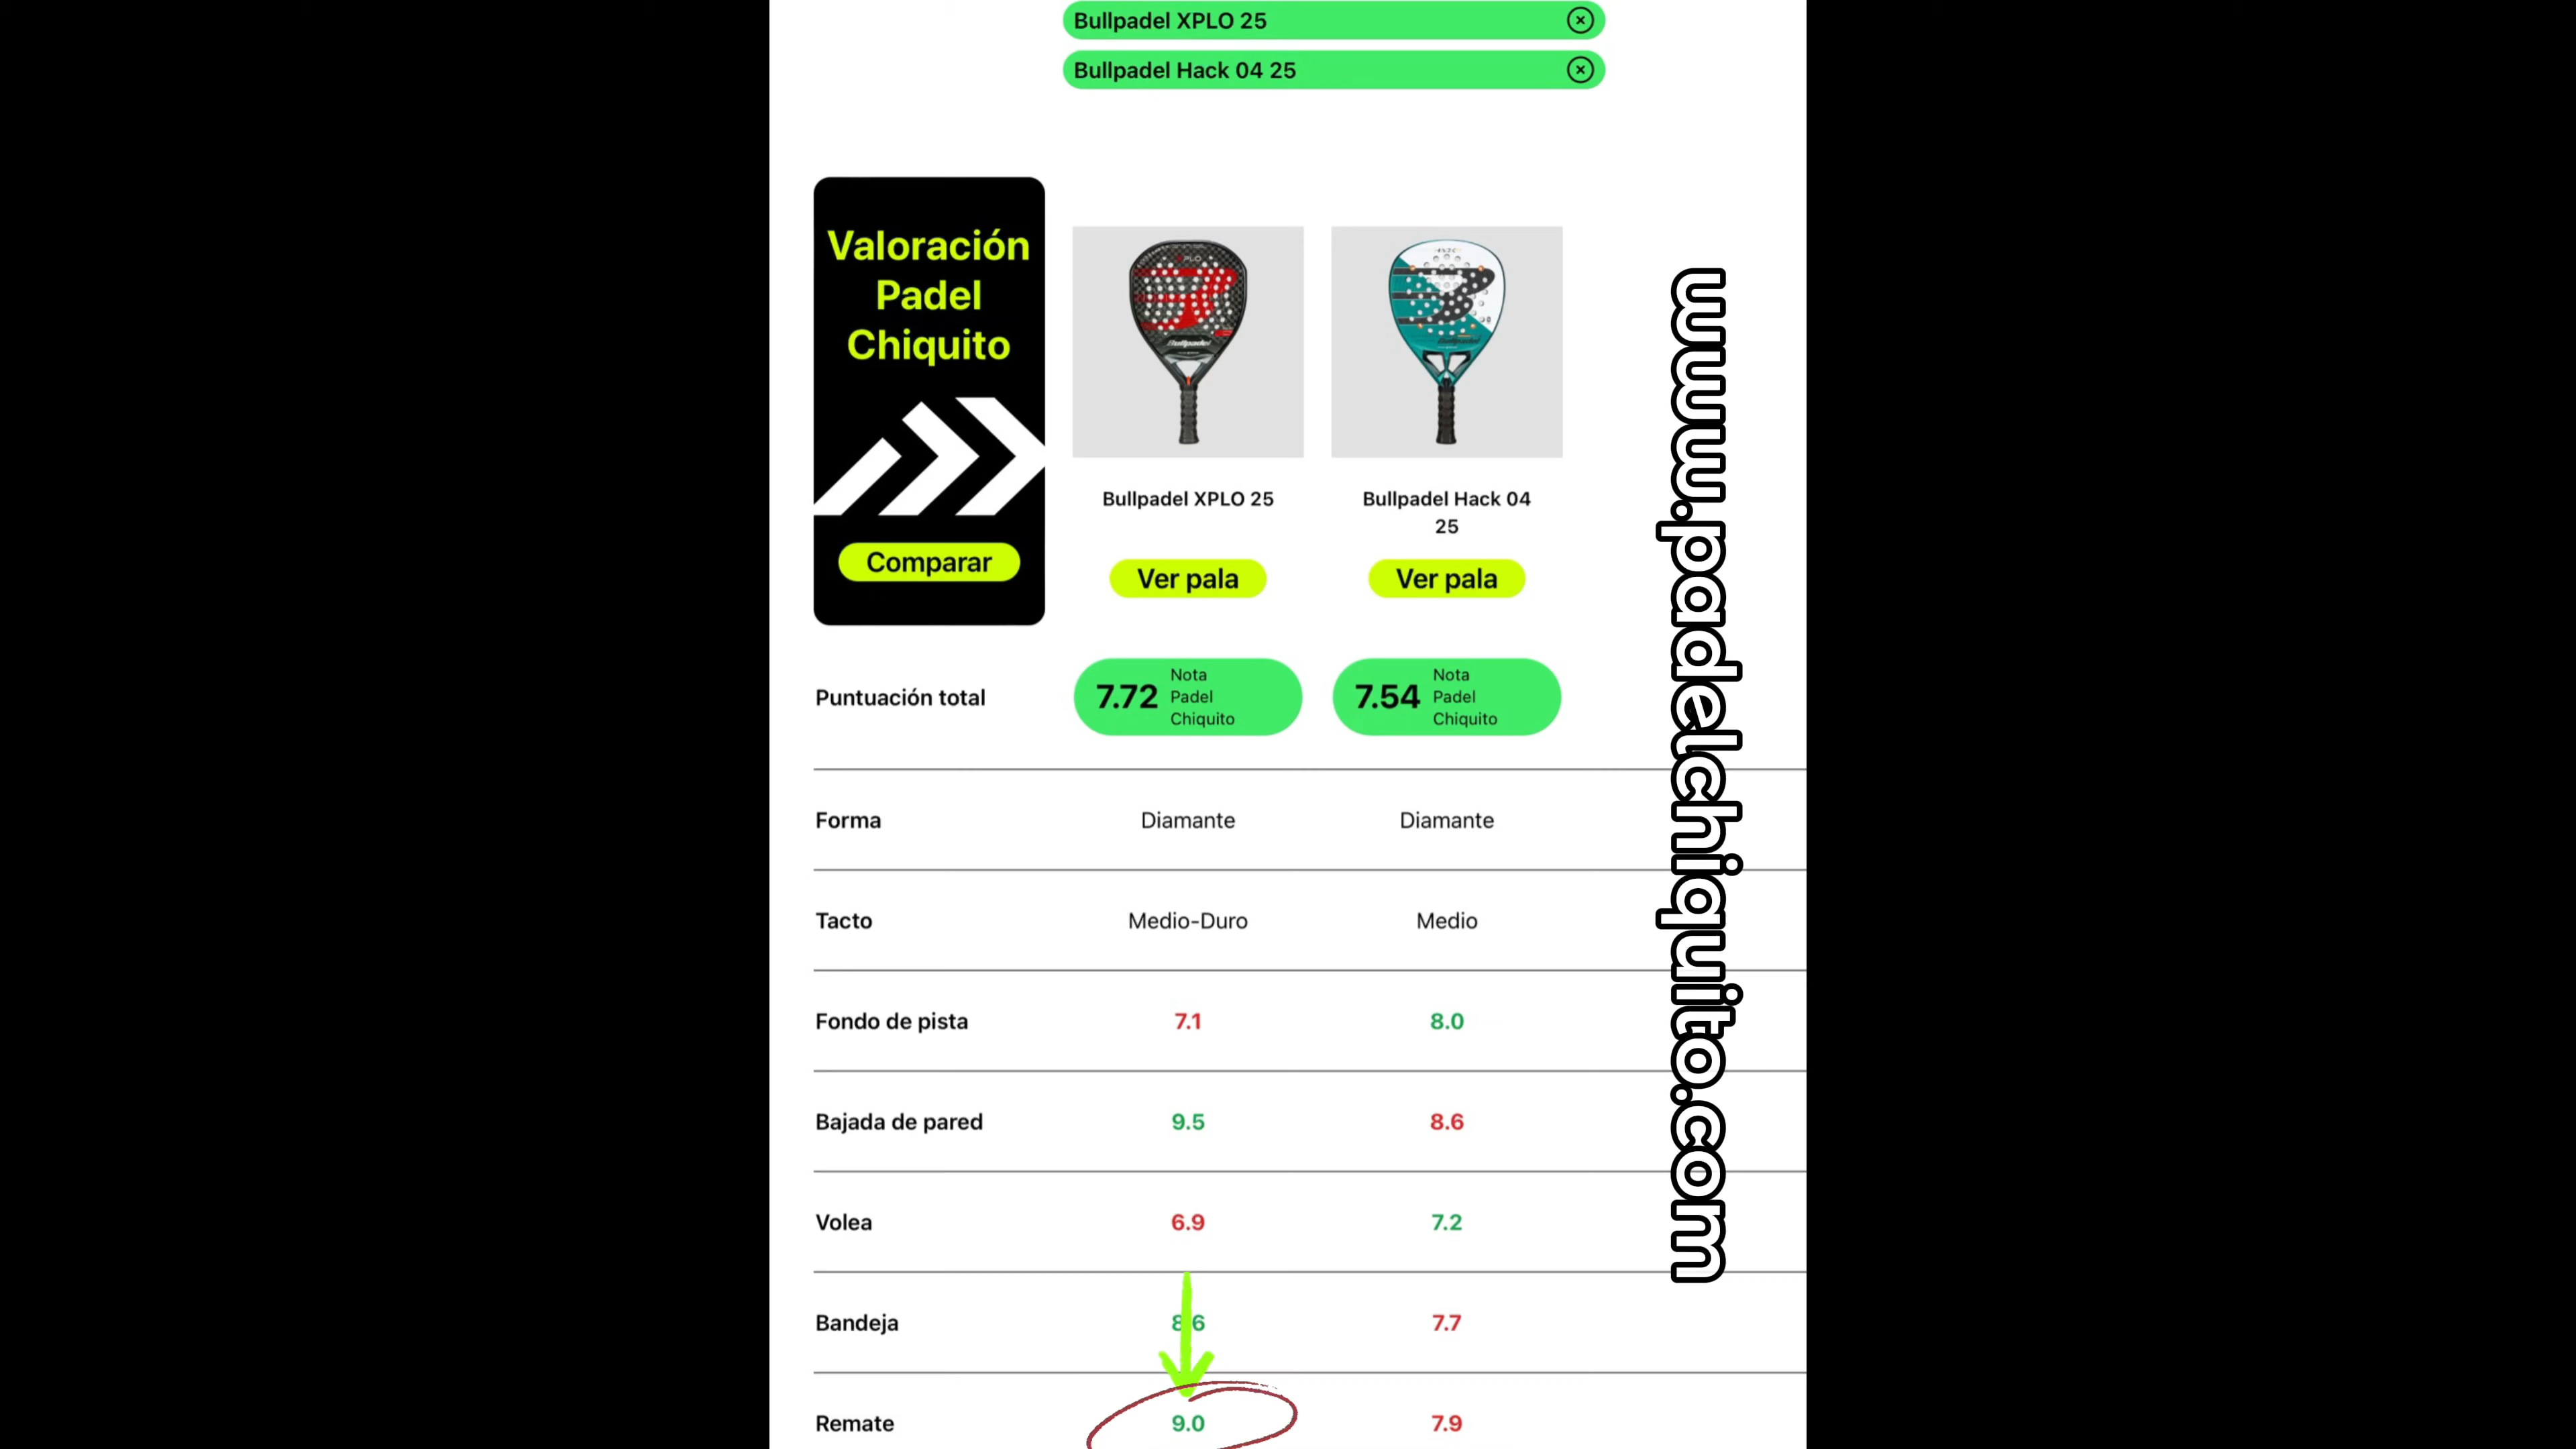 Bullpadel XPLO 25
Bullpadel Hack 04 25
Valoración
Padel
Chiquito
Comparar
Bullpadel XPLO 25
Bullpadel Hack 04
25
Ver pala
Ver pala
Puntuación total
7.72 Nota Padel Chiquito
7.54 Nota Padel Chiquito
Forma Diamante Diamante
Tacto Medio-Duro Medio
Fondo de pista 7.1 8.0
Bajada de pared 9.5 8.6
Volea 6.9 7.2
Bandeja 8.6 7.7
Remate 9.0 7.9
www.padelchiquito.com